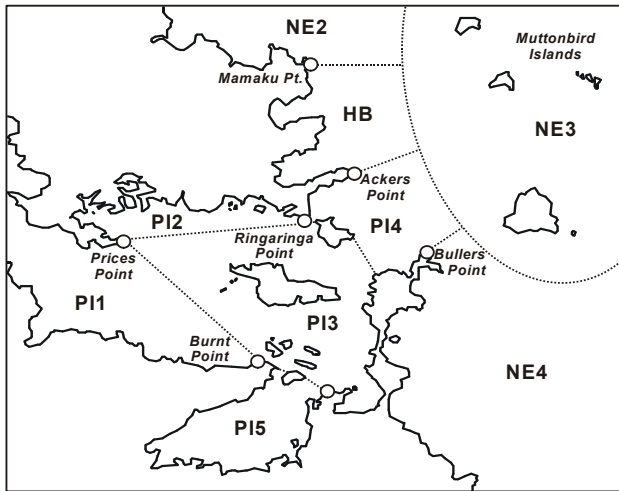 NE2
Muttonbird
Islands
Mamaku Pt.
HB
NE3
Ackers
Point
PI2
PI4
Ringaringa
Point
Bullers
Point
Prices
Point
PI1
PI3
Burnt
Point
NE4
PI5